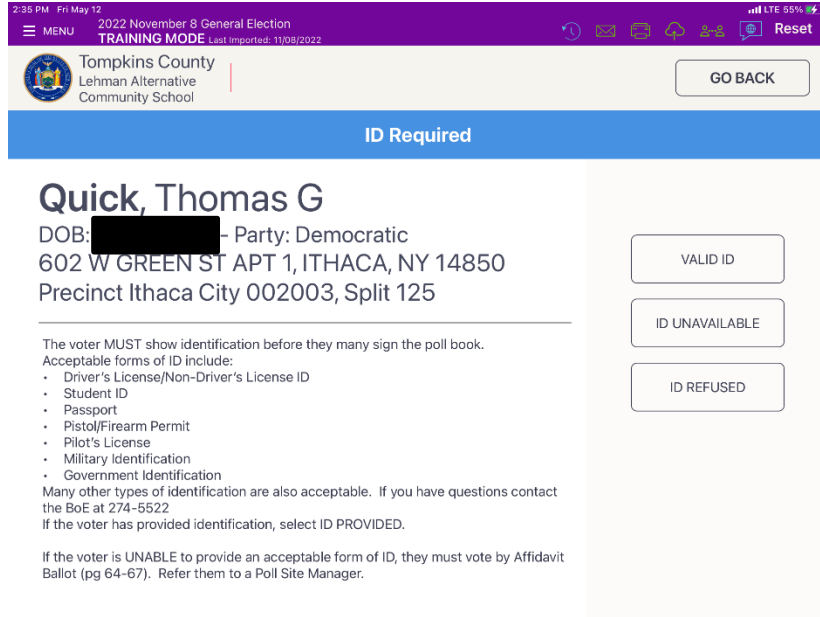 2:35 PM Fri May 12
LTE 55%
MENU
2022 November 8 General Election
TRAINING MODE Last Imported: 11/08/2022
Reset
Tompkins County
Lehman Alternative
Community School
GO BACK
ID Required
Quick, Thomas G
DOB: - Party: Democratic
602 W GREEN ST APT 1, ITHACA, NY 14850
Precinct Ithaca City 002003, Split 125
VALID ID
ID UNAVAILABLE
ID REFUSED
The voter MUST show identification before they many sign the poll book.
Acceptable forms of ID include:
• Driver's License/Non-Driver's License ID
• Student ID
• Passport
• Pistol/Firearm Permit
• Pilot's License
• Military Identification
• Government Identification
Many other types of identification are also acceptable. If you have questions contact
the BoE at 274-5522
If the voter has provided identification, select ID PROVIDED.
If the voter is UNABLE to provide an acceptable form of ID, they must vote by Affidavit
Ballot (pg 64-67). Refer them to a Poll Site Manager.